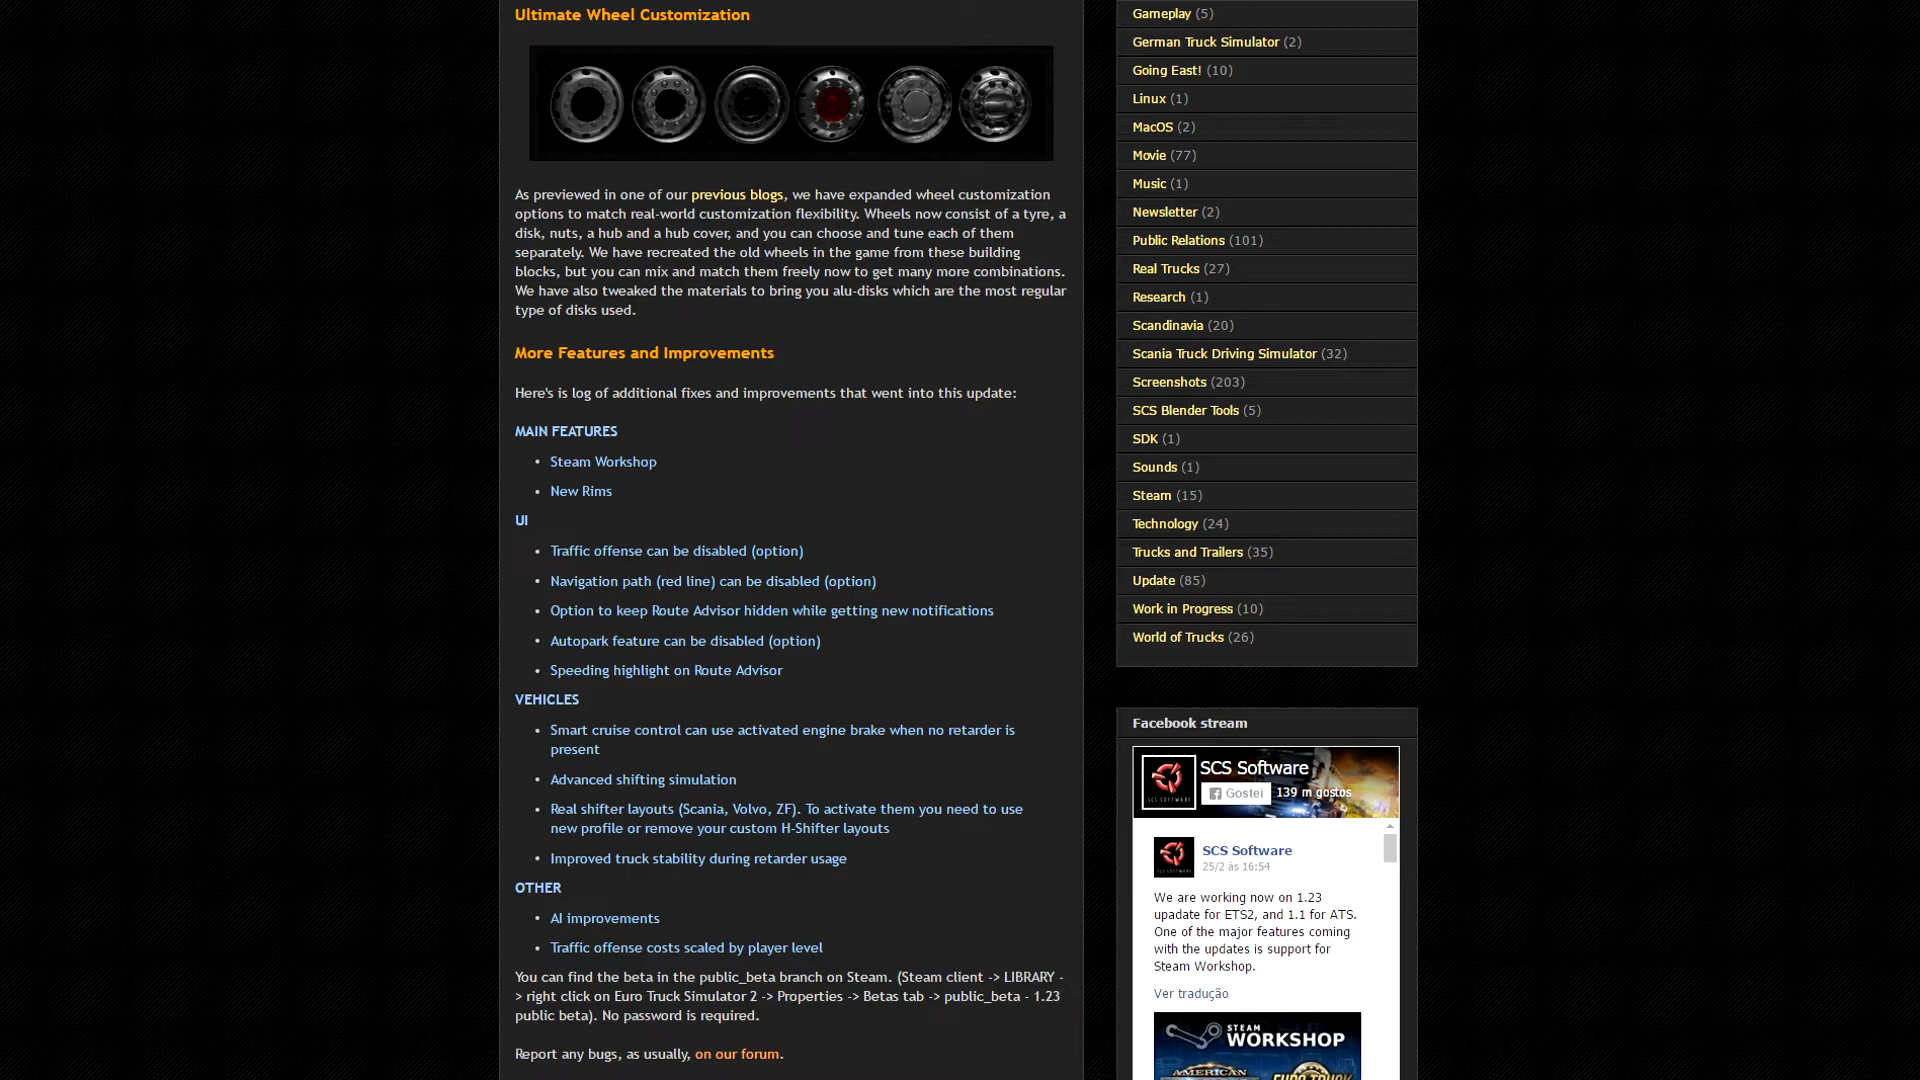 Ultimate Wheel Customization
As previewed in one of our previous blogs, we have expanded wheel customization
options to match real-world customization flexibility. Wheels now consist of a tyre, a
disk, nuts, a hub and a hub cover, and you can choose and tune each of them
separately. We have recreated the old wheels in the game from these building
blocks, but you can mix and match them freely now to get many more combinations.
We have also tweaked the materials to bring you alu-disks which are the most regular
type of disks used.
More Features and Improvements
Here's is log of additional fixes and improvements that went into this update:
MAIN FEATURES
• Steam Workshop
• New Rims
UI
• Traffic offense can be disabled (option)
• Navigation path (red line) can be disabled (option)
• Option to keep Route Advisor hidden while getting new notifications
• Autopark feature can be disabled (option)
• Speeding highlight on Route Advisor
VEHICLES
• Smart cruise control can use activated engine brake when no retarder is
present
• Advanced shifting simulation
• Real shifter layouts (Scania, Volvo, ZF). To activate them you need to use
new profile or remove your custom H-Shifter layouts
• Improved truck stability during retarder usage
OTHER
• AI improvements
• Traffic offense costs scaled by player level
You can find the beta in the public_beta branch on Steam. (Steam client -> LIBRARY -
> right click on Euro Truck Simulator 2 -> Properties -> Betas tab -> public_beta - 1.23
public beta). No password is required.
Report any bugs, as usually, on our forum.
Gameplay (5)
German Truck Simulator (2)
Going East! (10)
Linux (1)
MacOS (2)
Movie (77)
Music (1)
Newsletter (2)
Public Relations (101)
Real Trucks (27)
Research (1)
Scandinavia (20)
Scania Truck Driving Simulator (32)
Screenshots (203)
SCS Blender Tools (5)
SDK (1)
Sounds (1)
Steam (15)
Technology (24)
Trucks and Trailers (35)
Update (85)
Work in Progress (10)
World of Trucks (26)
Facebook stream
SCS Software
Gostei 139 m gostos
SCS SOFTWARE
SCS Software
25/2 às 16:54
We are working now on 1.23
upadate for ETS2, and 1.1 for ATS.
One of the major features coming
with the updates is support for
Steam Workshop.
Ver tradução
STEAM
WORKSHOP
AMERICAN
EURO TRUCK